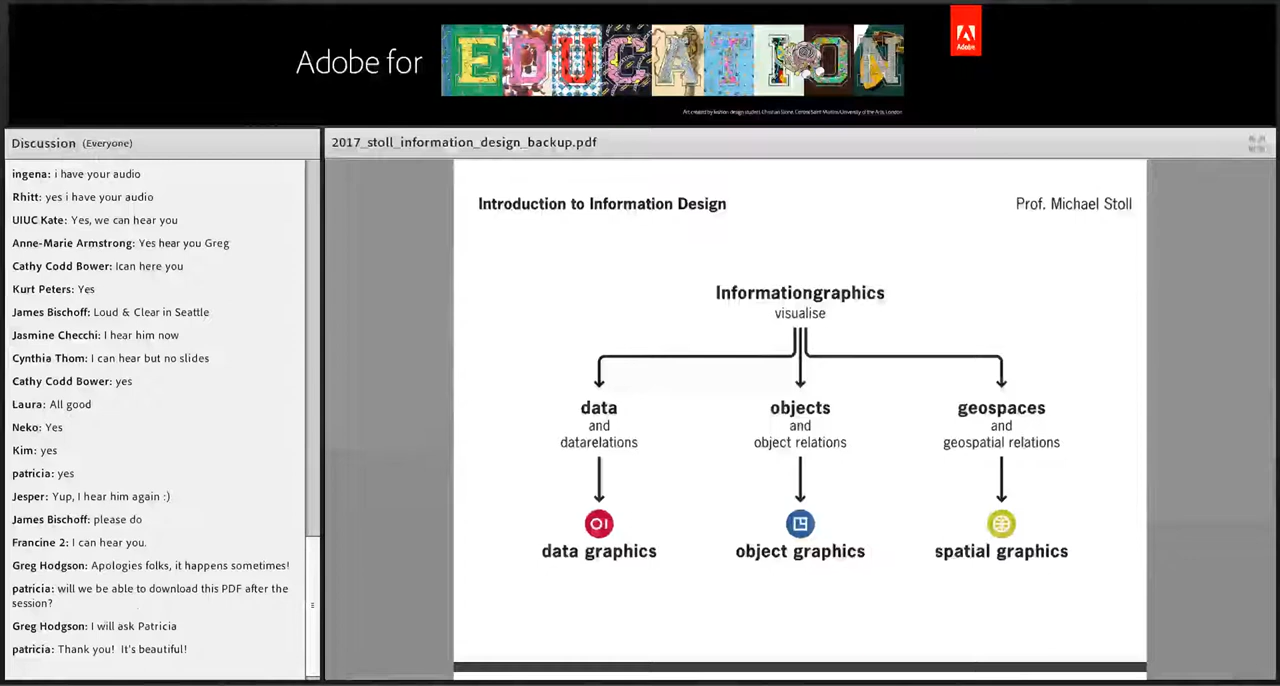 Adobe for EDUCATION
Adobe
Discussion (Everyone)
ingena: i have your audio
Rhitt: yes i have your audio
UIUC Kate: Yes, we can hear you
Anne-Marie Armstrong: Yes hear you Greg
Cathy Codd Bower: Ican here you
Kurt Peters: Yes
James Bischoff: Loud & Clear in Seattle
Jasmine Checchi: I hear him now
Cynthia Thom: I can hear but no slides
Cathy Codd Bower: yes
Laura: All good
Neko: Yes
Kim: yes
patricia: yes
Jesper: Yup, I hear him again :)
James Bischoff: please do
Francine 2: I can hear you.
Greg Hodgson: Apologies folks, it happens sometimes!
patricia: will we be able to download this PDF after the
session?
Greg Hodgson: I will ask Patricia
patricia: Thank you! It's beautiful!
2017_stoll_information_design_backup.pdf
Introduction to Information Design
Prof. Michael Stoll
Informationgraphics
visualise
data
and
datarelations
objects
and
object relations
geospaces
and
geospatial relations
data graphics
object graphics
spatial graphics